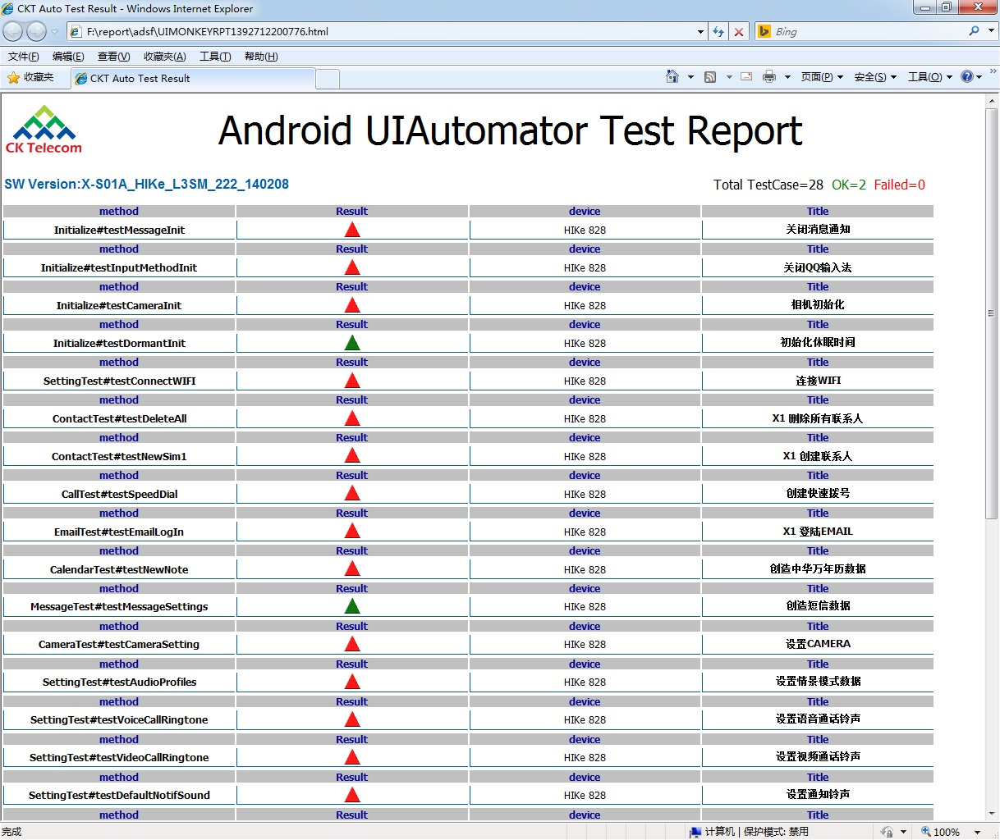 CKT Auto Test Result - Windows Internet Explorer
F:\report\adsf\UIMONKEYRPT1392712200776.html
Bing
文件(F) 编辑(E) 查看(V) 收藏夹(A) 工具(T) 帮助(H)
收藏夹 CKT Auto Test Result 页面(P) 安全(S) 工具(O)
CK Telecom
Android UIAutomator Test Report
SW Version:X-S01A_HIKe_L3SM_222_140208 Total TestCase=28 OK=2 Failed=0
method Result device Title
Initialize#testMessageInit HIKe 828 关闭消息通知
method Result device Title
Initialize#testInputMethodInit HIKe 828 关闭QQ输入法
method Result device Title
Initialize#testCameraInit HIKe 828 相机初始化
method Result device Title
Initialize#testDormantInit HIKe 828 初始化休眠时间
method Result device Title
SettingTest#testConnectWIFI HIKe 828 连接WIFI
method Result device Title
ContactTest#testDeleteAll HIKe 828 X1 删除所有联系人
method Result device Title
ContactTest#testNewSim1 HIKe 828 X1 创建联系人
method Result device Title
CallTest#testSpeedDial HIKe 828 创建快速拨号
method Result device Title
EmailTest#testEmailLogIn HIKe 828 X1 登陆EMAIL
method Result device Title
CalendarTest#testNewNote HIKe 828 创造中华万年历数据
method Result device Title
MessageTest#testMessageSettings HIKe 828 创造短信数据
method Result device Title
CameraTest#testCameraSetting HIKe 828 设置CAMERA
method Result device Title
SettingTest#testAudioProfiles HIKe 828 设置情景模式数据
method Result device Title
SettingTest#testVoiceCallRingtone HIKe 828 设置语音通话铃声
method Result device Title
SettingTest#testVideoCallRingtone HIKe 828 设置视频通话铃声
method Result device Title
SettingTest#testDefaultNotifSound HIKe 828 设置通知铃声
method Result device Title
完成 计算机 | 保护模式: 禁用 100%